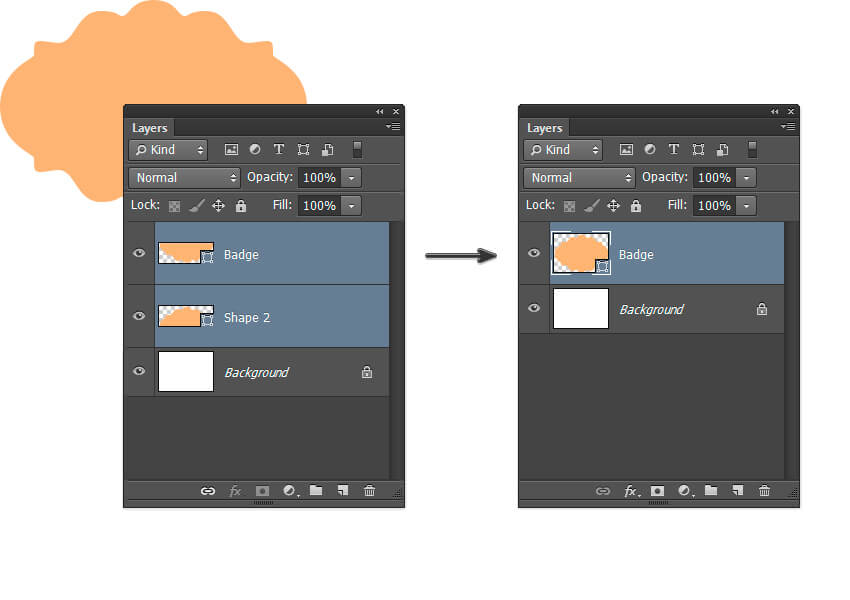 Layers
Kind
T
Normal
Opacity: 100%
Lock:
Fill: 100%
Badge
Shape 2
Background
fx
Layers
Kind
T
Normal
Opacity: 100%
Lock:
Fill: 100%
Badge
Background
fx